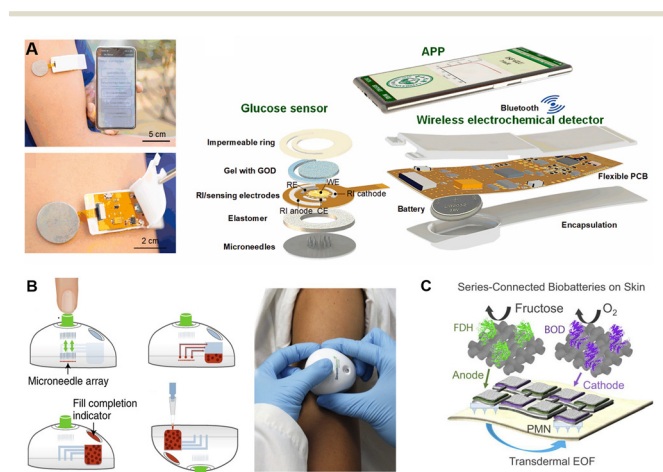 A
5 cm
2 cm
APP
Bluetooth
Glucose sensor
Wireless electrochemical detector
Impermeable ring
Gel with GOD
RE
WE
RI cathode
RI/sensing electrodes
RI anode
CE
Elastomer
Microneedles
Flexible PCB
Battery
Encapsulation
B
Microneedle array
Fill completion
indicator
C
Series-Connected Biobatteries on Skin
Fructose
O₂
FDH
BOD
Anode
Cathode
PMN
Transdermal EOF